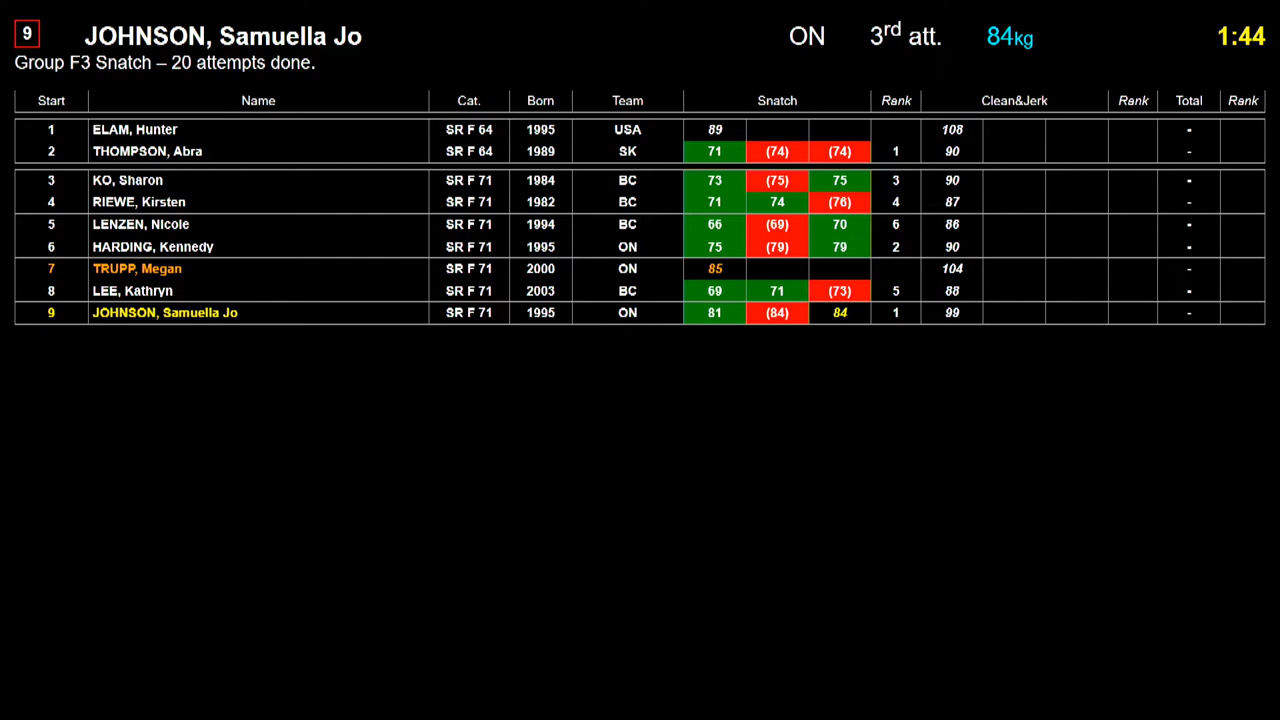 9 JOHNSON, Samuella Jo ON 3rd att. 84kg 1:44
Group F3 Snatch – 20 attempts done.
Start Name Cat. Born Team Snatch Rank Clean&Jerk Rank Total Rank
1 ELAM, Hunter SR F 64 1995 USA 89 108 -
2 THOMPSON, Abra SR F 64 1989 SK 71 (74) (74) 1 90 -
3 KO, Sharon SR F 71 1984 BC 73 (75) 75 3 90 -
4 RIEWE, Kirsten SR F 71 1982 BC 71 74 (76) 4 87 -
5 LENZEN, Nicole SR F 71 1994 BC 66 (69) 70 6 86 -
6 HARDING, Kennedy SR F 71 1995 ON 75 (79) 79 2 90 -
7 TRUPP, Megan SR F 71 2000 ON 85 104 -
8 LEE, Kathryn SR F 71 2003 BC 69 71 (73) 5 88 -
9 JOHNSON, Samuella Jo SR F 71 1995 ON 81 (84) 84 1 99 -